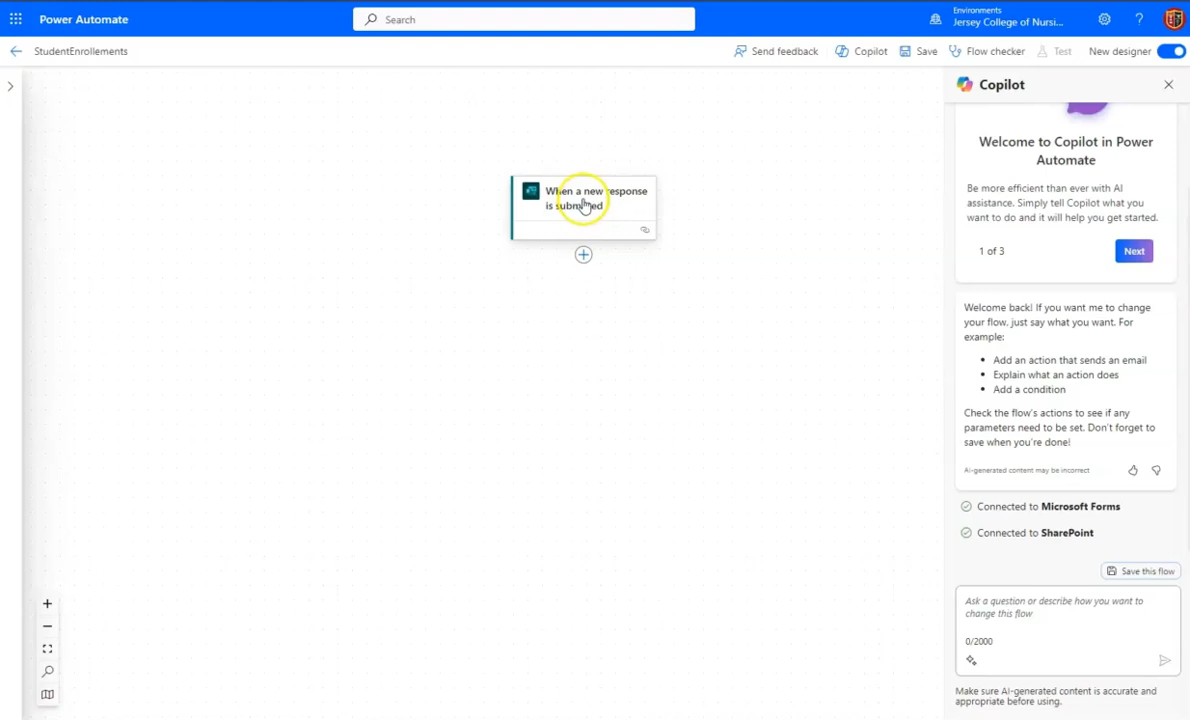 Power Automate
Search
Environments
Jersey College of Nursi...
?
StudentEnrollements
Send feedback
Copilot
Save
Flow checker
Test
New designer
Copilot
When a new response
is submitted
Welcome to Copilot in Power
Automate
Be more efficient than ever with AI
assistance. Simply tell Copilot what you
want to do and it will help you get started.
1 of 3
Next
Welcome back! If you want me to change
your flow, just say what you want. For
example:
• Add an action that sends an email
• Explain what an action does
• Add a condition
Check the flow's actions to see if any
parameters need to be set. Don't forget to
save when you're done!
AI-generated content may be incorrect
Connected to Microsoft Forms
Connected to SharePoint
Save this flow
Ask a question or describe how you want to
change this flow
0/2000
Make sure AI-generated content is accurate and
appropriate before using.